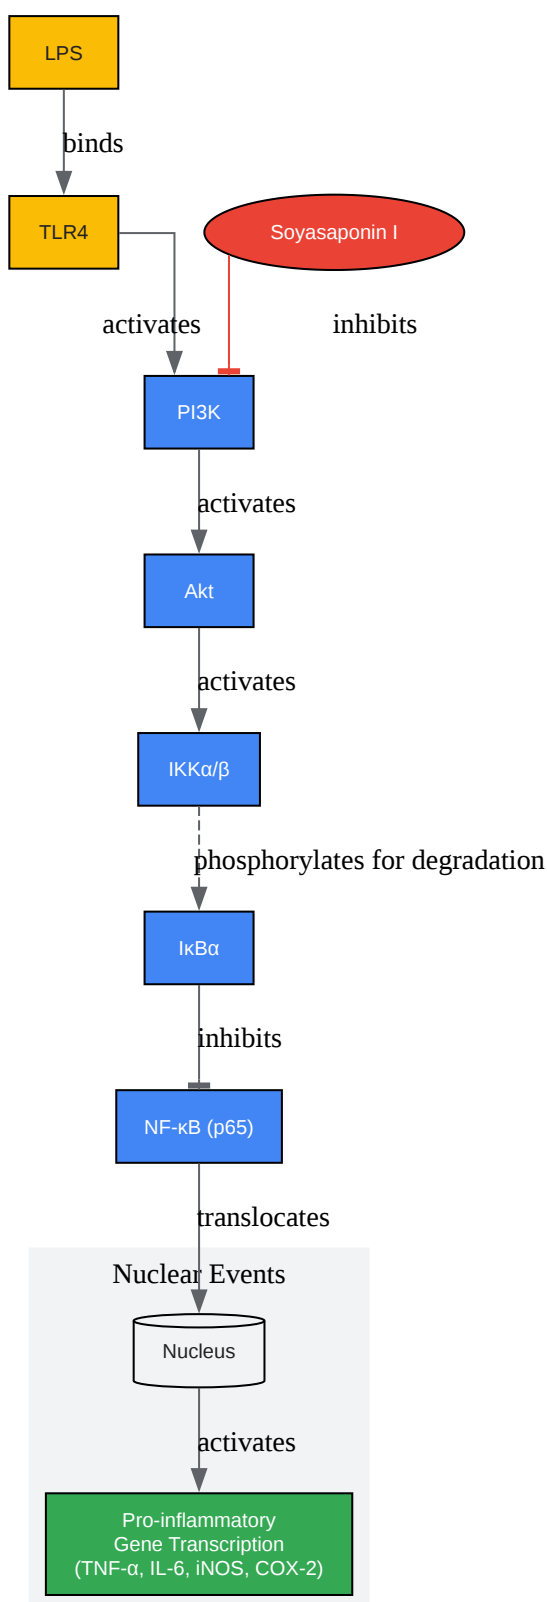 LPS
binds
TLR4
Soyasaponin I
activates
inhibits
PI3K
activates
Akt
activates
IKKα/β
phosphorylates for degradation
IκBα
inhibits
NF-κB (p65)
translocates
Nuclear Events
Nucleus
activates
Pro-inflammatory
Gene Transcription
(TNF-α, IL-6, iNOS, COX-2)